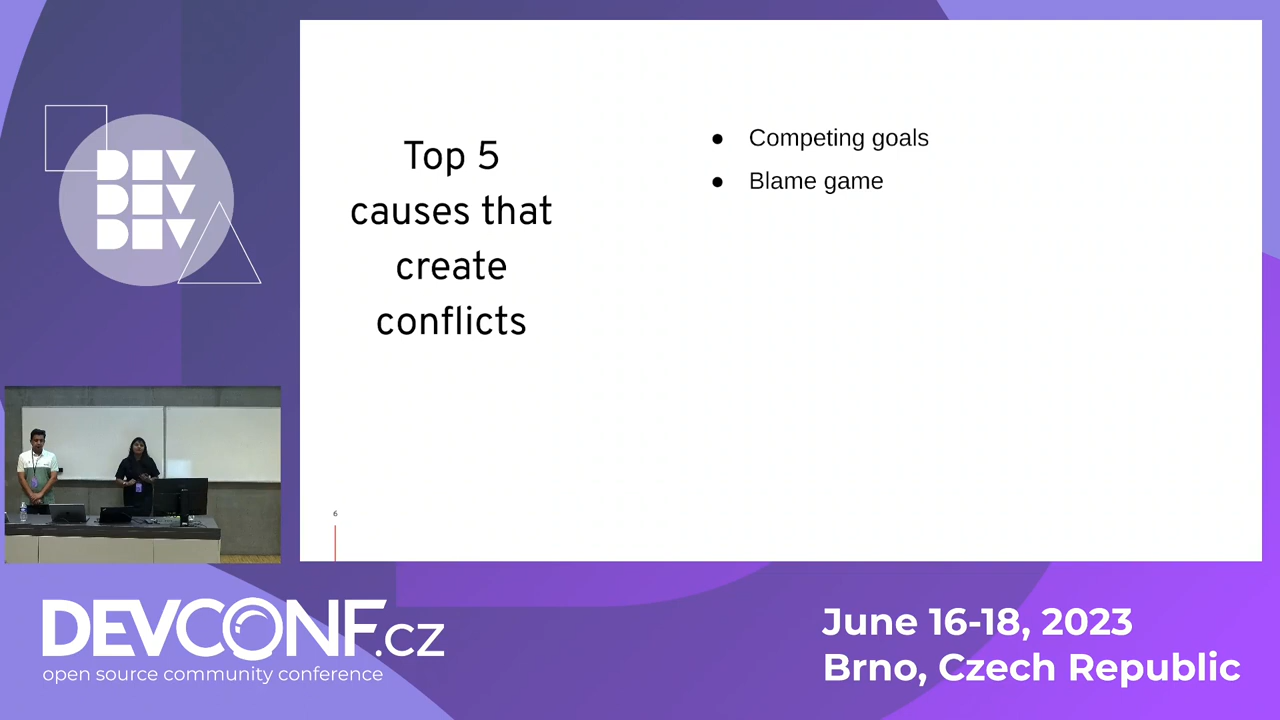 DEV
DEV
DEV
Top 5
causes that
create
conflicts
● Competing goals
● Blame game
6
DEVCONF.cz
open source community conference
June 16-18, 2023
Brno, Czech Republic